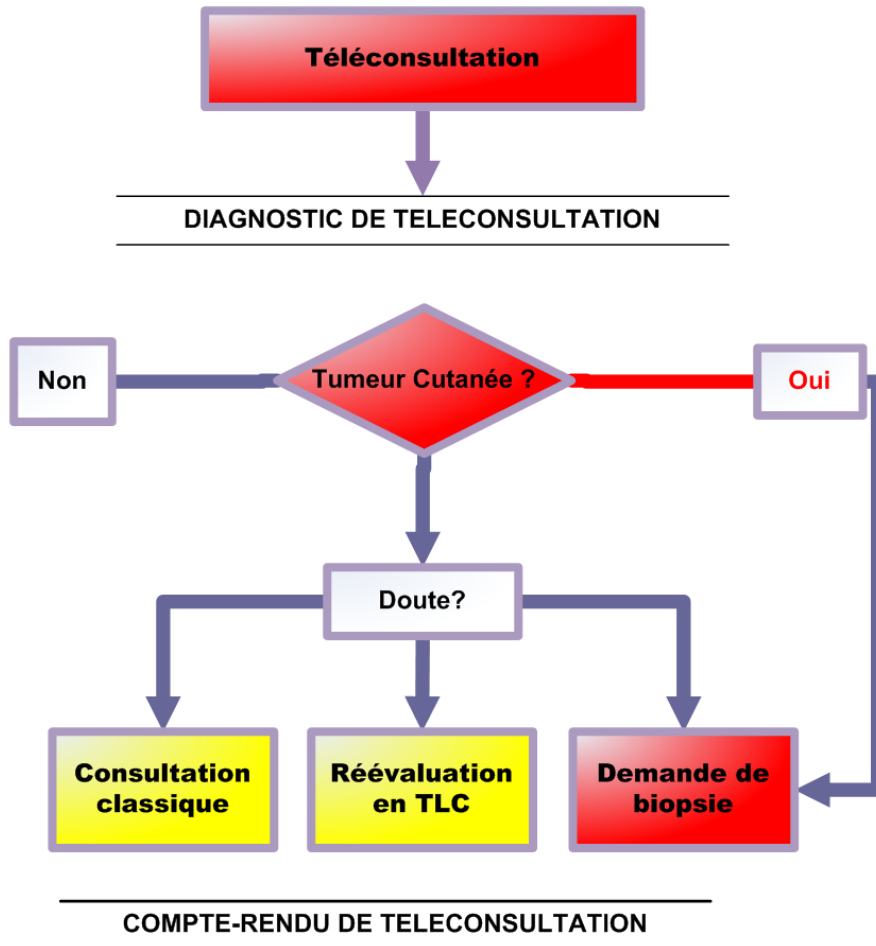 Téléconsultation
DIAGNOSTIC DE TELECONSULTATION
Non
Tumeur Cutanée ?
Oui
Doute?
Consultation
classique
Réévaluation
en TLC
Demande de
biopsie
COMPTE-RENDU DE TELECONSULTATION